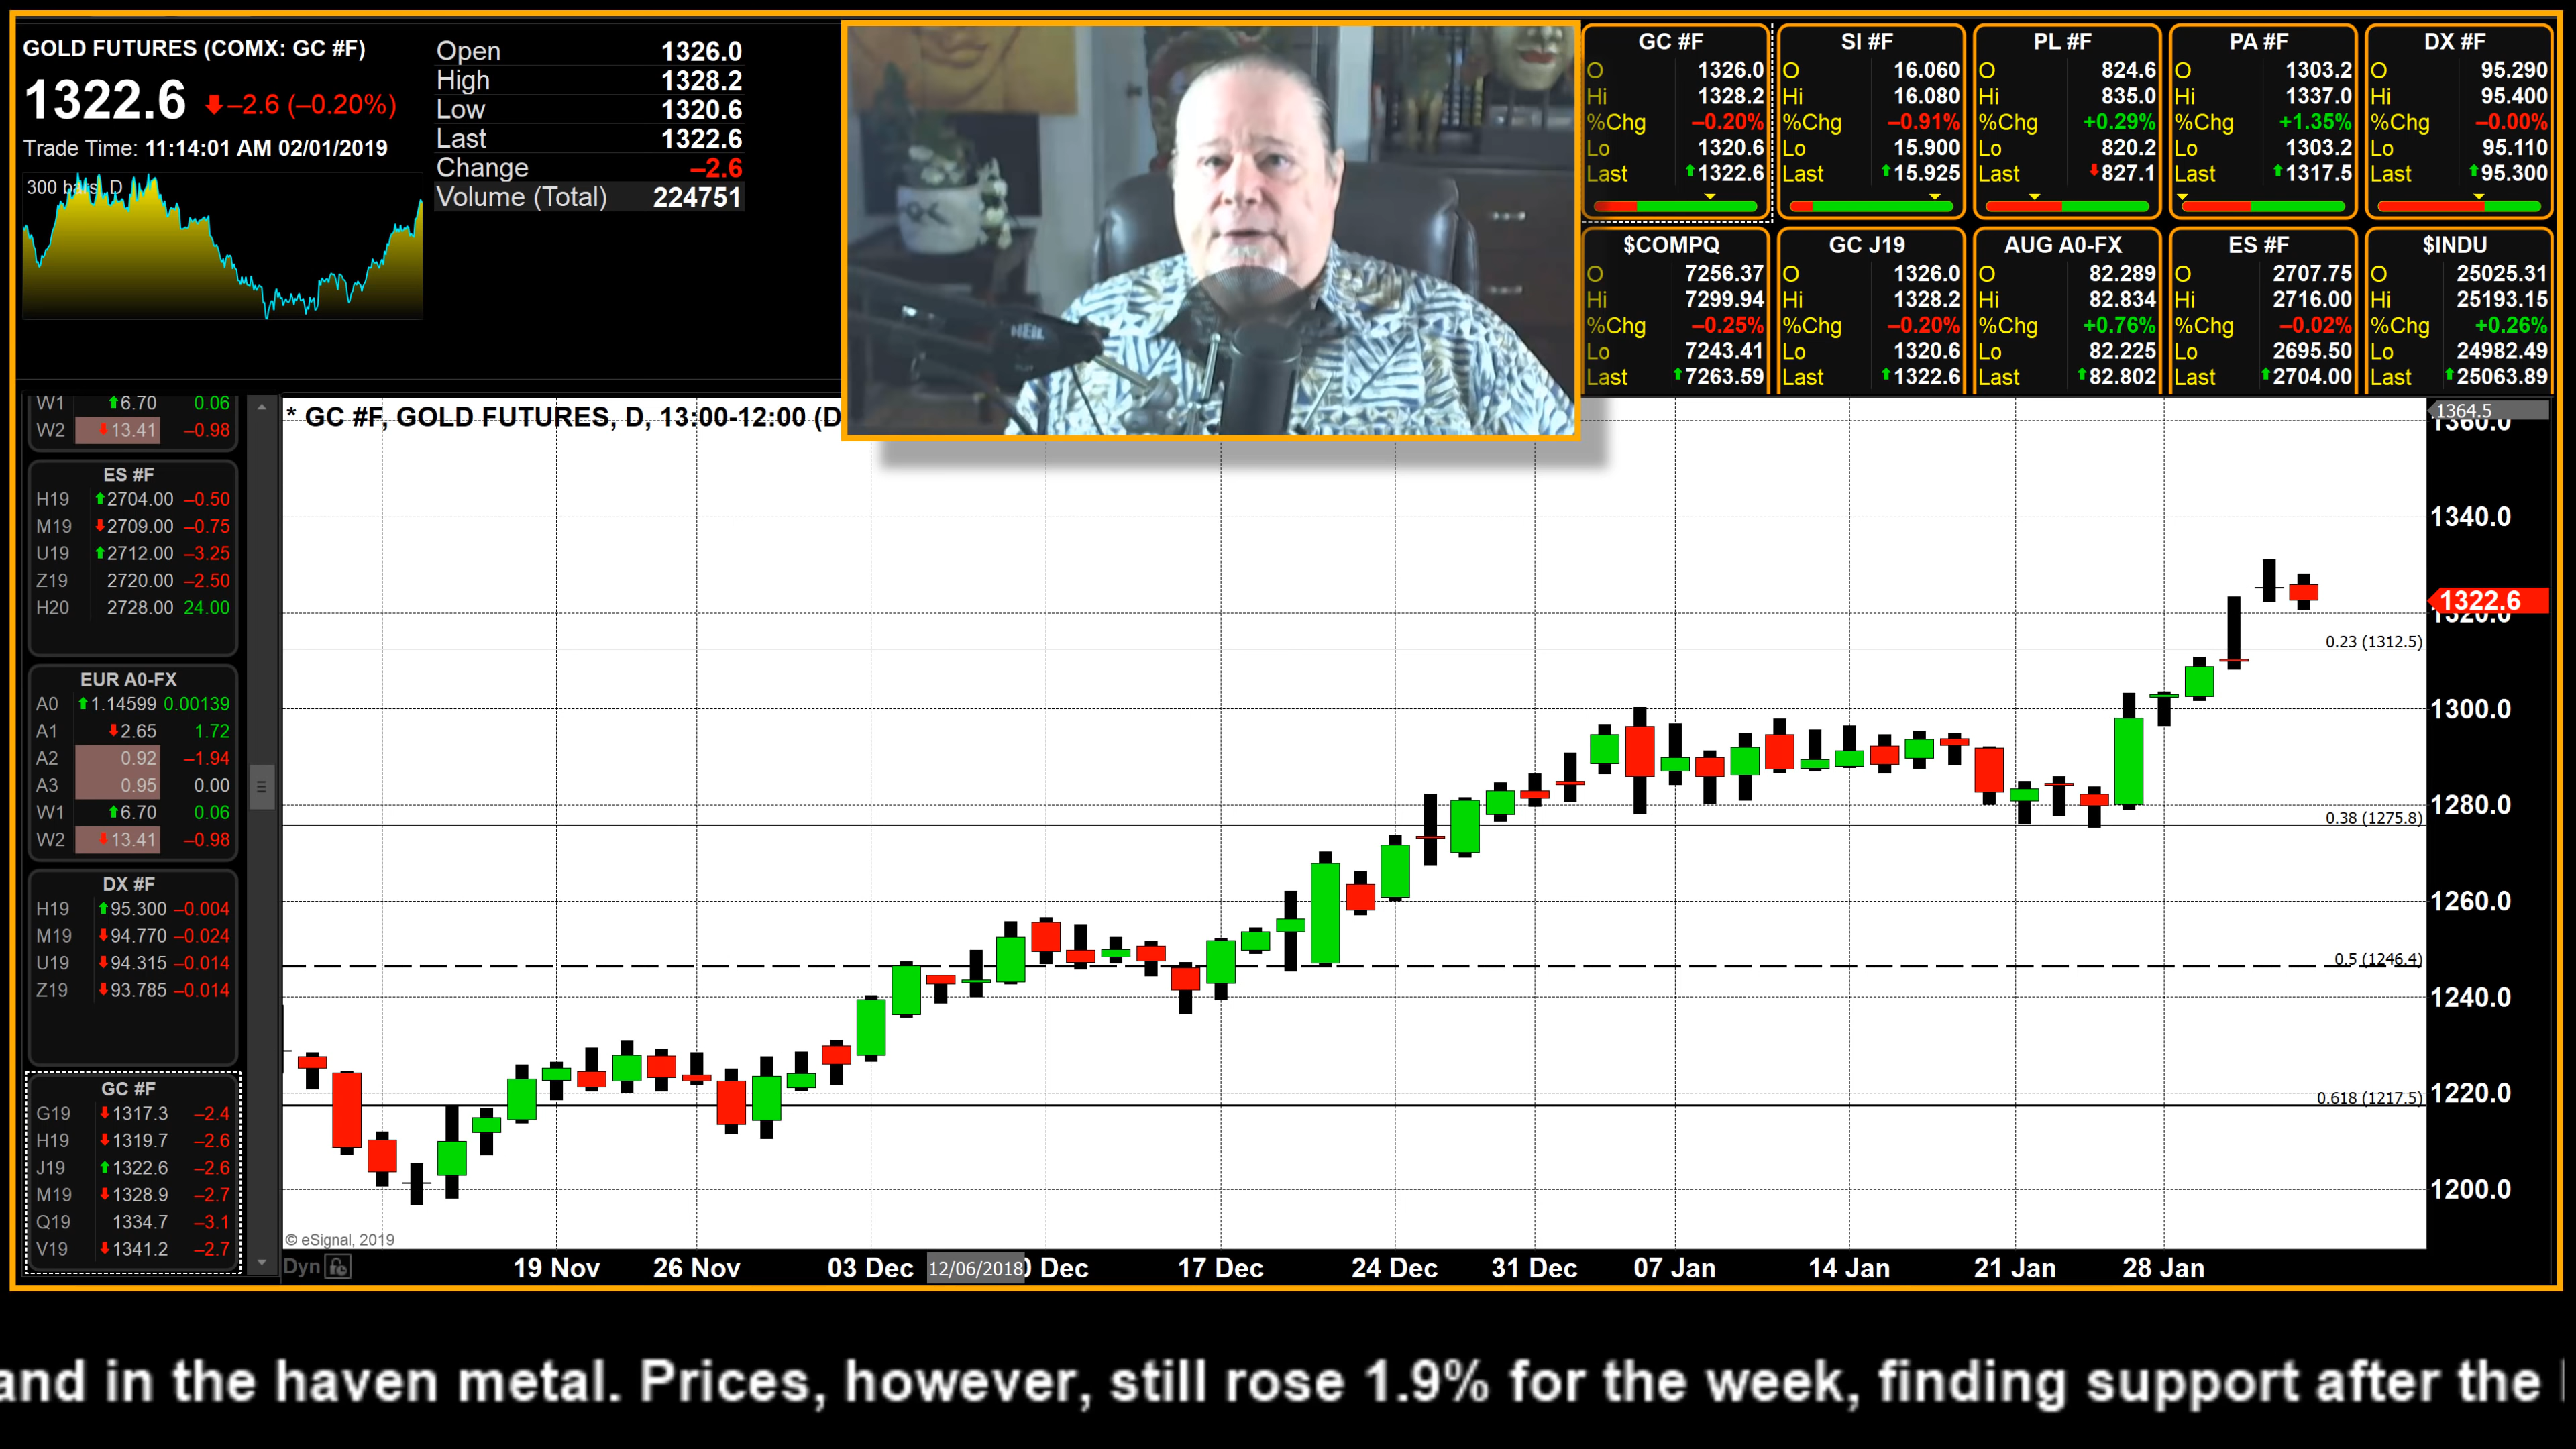 GOLD FUTURES (COMX: GC #F)
1322.6 –2.6 (–0.20%)
Trade Time: 11:14:01 AM 02/01/2019
300 bars, D
Open 1326.0
High 1328.2
Low 1320.6
Last 1322.6
Change –2.6
Volume (Total) 224751
HEIL
GC #F
O 1326.0
Hi 1328.2
%Chg –0.20%
Lo 1320.6
Last 1322.6
SI #F
O 16.060
Hi 16.080
%Chg –0.91%
Lo 15.900
Last 15.925
PL #F
O 824.6
Hi 835.0
%Chg +0.29%
Lo 820.2
Last 827.1
PA #F
O 1303.2
Hi 1337.0
%Chg +1.35%
Lo 1303.2
Last 1317.5
DX #F
O 95.290
Hi 95.400
%Chg –0.00%
Lo 95.110
Last 95.300
$COMPQ
O 7256.37
Hi 7299.94
%Chg –0.25%
Lo 7243.41
Last 7263.59
GC J19
O 1326.0
Hi 1328.2
%Chg –0.20%
Lo 1320.6
Last 1322.6
AUG A0-FX
O 82.289
Hi 82.834
%Chg +0.76%
Lo 82.225
Last 82.802
ES #F
O 2707.75
Hi 2716.00
%Chg –0.02%
Lo 2695.50
Last 2704.00
$INDU
O 25025.31
Hi 25193.15
%Chg +0.26%
Lo 24982.49
Last 25063.89
W1 6.70 0.06
W2 13.41 –0.98
ES #F
H19 2704.00 –0.50
M19 2709.00 –0.75
U19 2712.00 –3.25
Z19 2720.00 –2.50
H20 2728.00 24.00
EUR A0-FX
A0 1.14599 0.00139
A1 2.65 1.72
A2 0.92 –1.94
A3 0.95 0.00
W1 6.70 0.06
W2 13.41 –0.98
DX #F
H19 95.300 –0.004
M19 94.770 –0.024
U19 94.315 –0.014
Z19 93.785 –0.014
GC #F
G19 1317.3 –2.4
H19 1319.7 –2.6
J19 1322.6 –2.6
M19 1328.9 –2.7
Q19 1334.7 –3.1
V19 1341.2 –2.7
* GC #F, GOLD FUTURES, D, 13:00-12:00 (D
1364.5
1360.0
1340.0
1322.6
1320.0
0.23 (1312.5)
1300.0
1280.0
0.38 (1275.8)
1260.0
0.5 (1246.4)
1240.0
1220.0
0.618 (1217.5)
1200.0
© eSignal, 2019
Dyn
19 Nov 26 Nov 03 Dec 12/06/2018 0 Dec 17 Dec 24 Dec 31 Dec 07 Jan 14 Jan 21 Jan 28 Jan
and in the haven metal. Prices, however, still rose 1.9% for the week, finding support after the